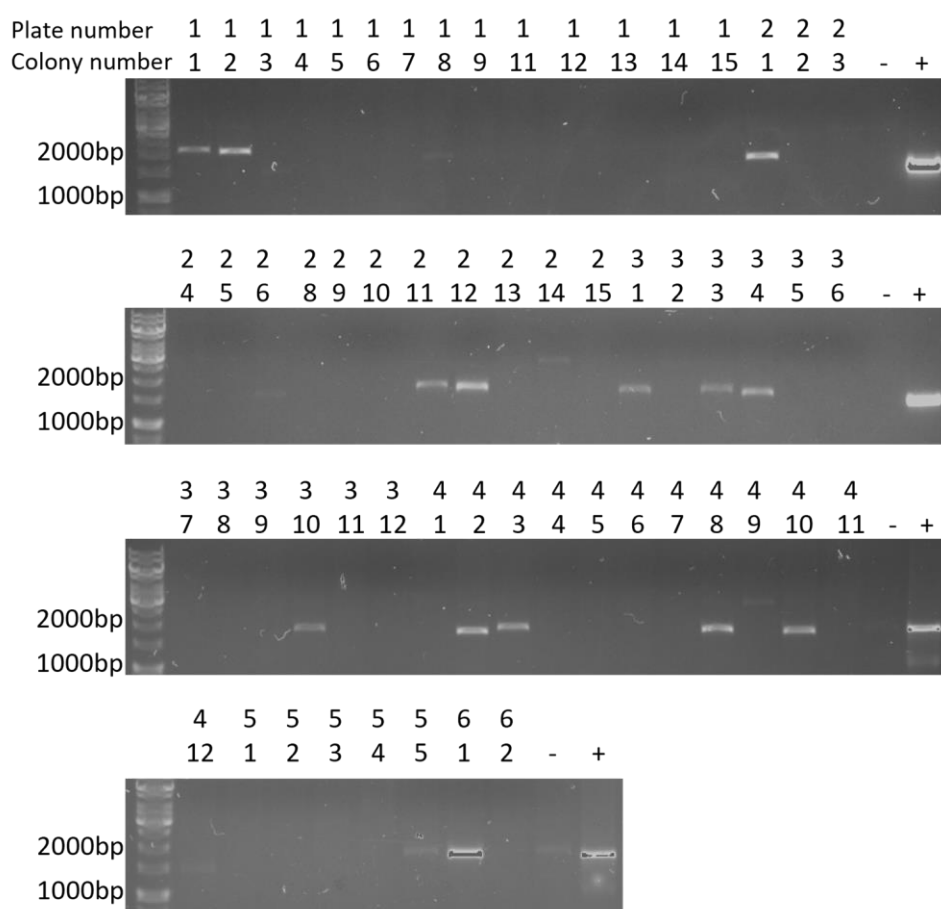 Plate number 1 1 1 1 1 1 1 1 1 1 1 1 1 1 2 2 2
Colony number 1 2 3 4 5 6 7 8 9 11 12 13 14 15 1 2 3 - +
2000bp
1000bp
2 2 2 2 2 2 2 2 2 2 2 3 3 3 3 3 3
4 5 6 8 9 10 11 12 13 14 15 1 2 3 4 5 6 - +
2000bp
1000bp
3 3 3 3 3 3 4 4 4 4 4 4 4 4 4 4 4
7 8 9 10 11 12 1 2 3 4 5 6 7 8 9 10 11 - +
2000bp
1000bp
4 5 5 5 5 5 6 6
12 1 2 3 4 5 1 2 - +
2000bp
1000bp